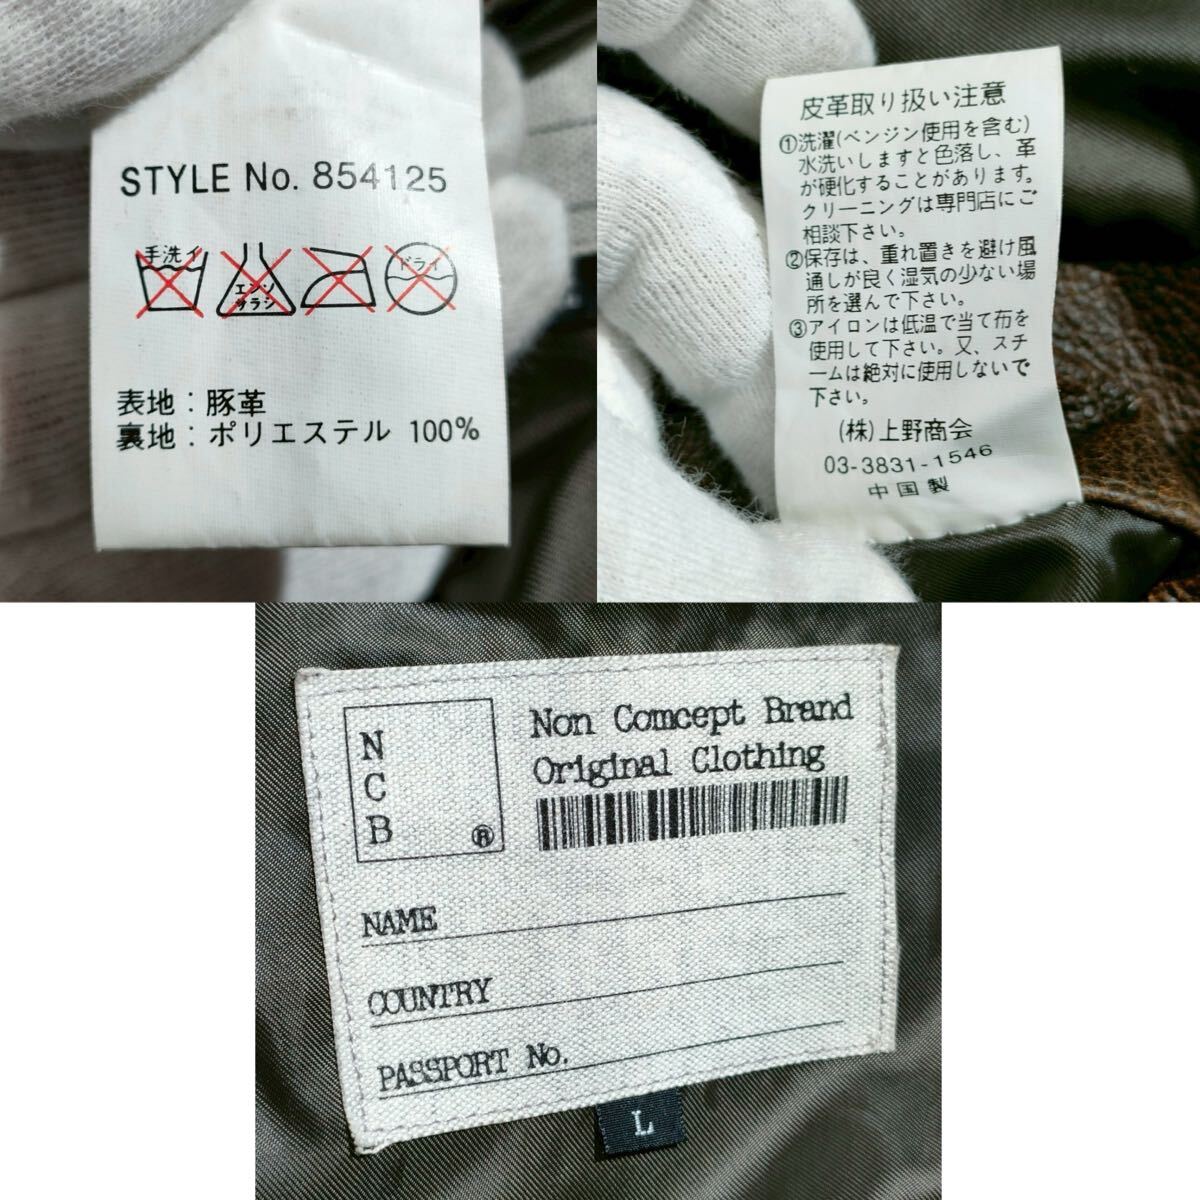 STYLE No. 854125
手洗イ
エンソ
サラシ
ドライ
表地：豚革
裏地：ポリエステル 100%
皮革取り扱い注意
①洗濯(ベンジン使用を含む)
水洗いしますと色落し、革
が硬化することがあります。
クリーニングは専門店にご
相談下さい。
②保存は、重れ置きを避け風
通しが良く湿気の少ない場
所を選んで下さい。
③アイロンは低温で当て布を
使用して下さい。又、スチ
ームは絶対に使用しないで
下さい。
(株)上野商会
03-3831-1546
中国製
N
C
B
®
Non Comcept Brand
Original Clothing
NAME
COUNTRY
PASSPORT No.
L